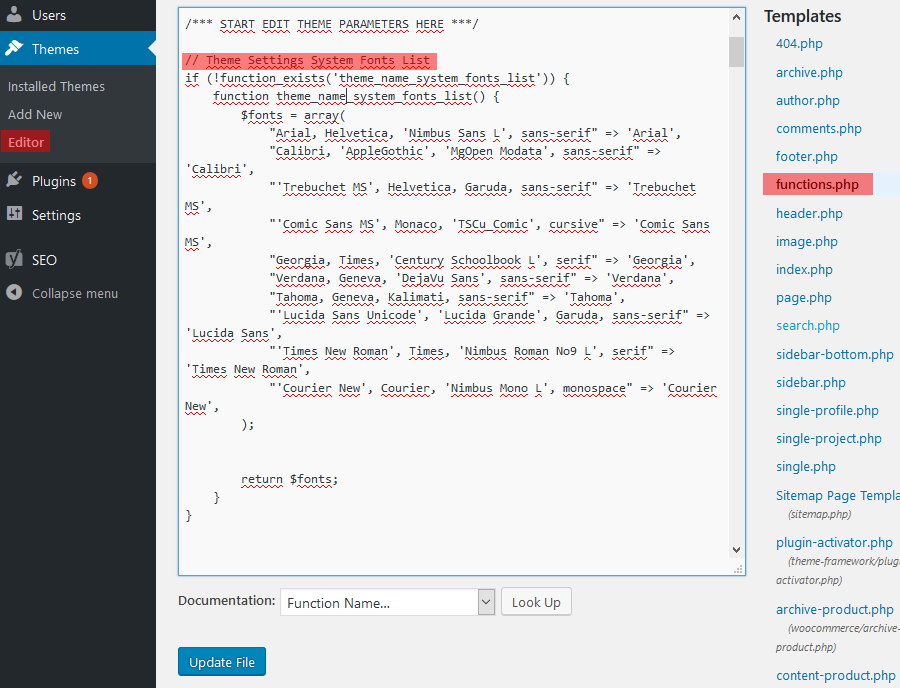 Users
Themes
Installed Themes
Add New
Editor
Plugins 1
Settings
SEO
Collapse menu
/*** START EDIT THEME PARAMETERS HERE ***/
// Theme Settings System Fonts List
if (!function_exists('theme_name_system_fonts_list')) {
    function theme_name_system_fonts_list() {
        $fonts = array(
            "Arial, Helvetica, 'Nimbus Sans L', sans-serif" => 'Arial',
            "Calibri, 'AppleGothic', 'MgOpen Modata', sans-serif" =>
'Calibri',
            "'Trebuchet MS', Helvetica, Garuda, sans-serif" => 'Trebuchet
MS',
            "'Comic Sans MS', Monaco, 'TSCu_Comic', cursive" => 'Comic Sans
MS',
            "Georgia, Times, 'Century Schoolbook L', serif" => 'Georgia',
            "Verdana, Geneva, 'DejaVu Sans', sans-serif" => 'Verdana',
            "Tahoma, Geneva, Kalimati, sans-serif" => 'Tahoma',
            "'Lucida Sans Unicode', 'Lucida Grande', Garuda, sans-serif" =>
'Lucida Sans',
            "'Times New Roman', Times, 'Nimbus Roman No9 L', serif" =>
'Times New Roman',
            "'Courier New', Courier, 'Nimbus Mono L', monospace" => 'Courier
New',
        );
        return $fonts;
    }
}
Documentation: Function Name... Look Up
Update File
Templates
404.php
archive.php
author.php
comments.php
footer.php
functions.php
header.php
image.php
index.php
page.php
search.php
sidebar-bottom.php
sidebar.php
single-profile.php
single-project.php
single.php
Sitemap Page Templa
(sitemap.php)
plugin-activator.php
(theme-framework/plug
activator.php)
archive-product.php
(woocommerce/archive-
product.php)
content-product.php